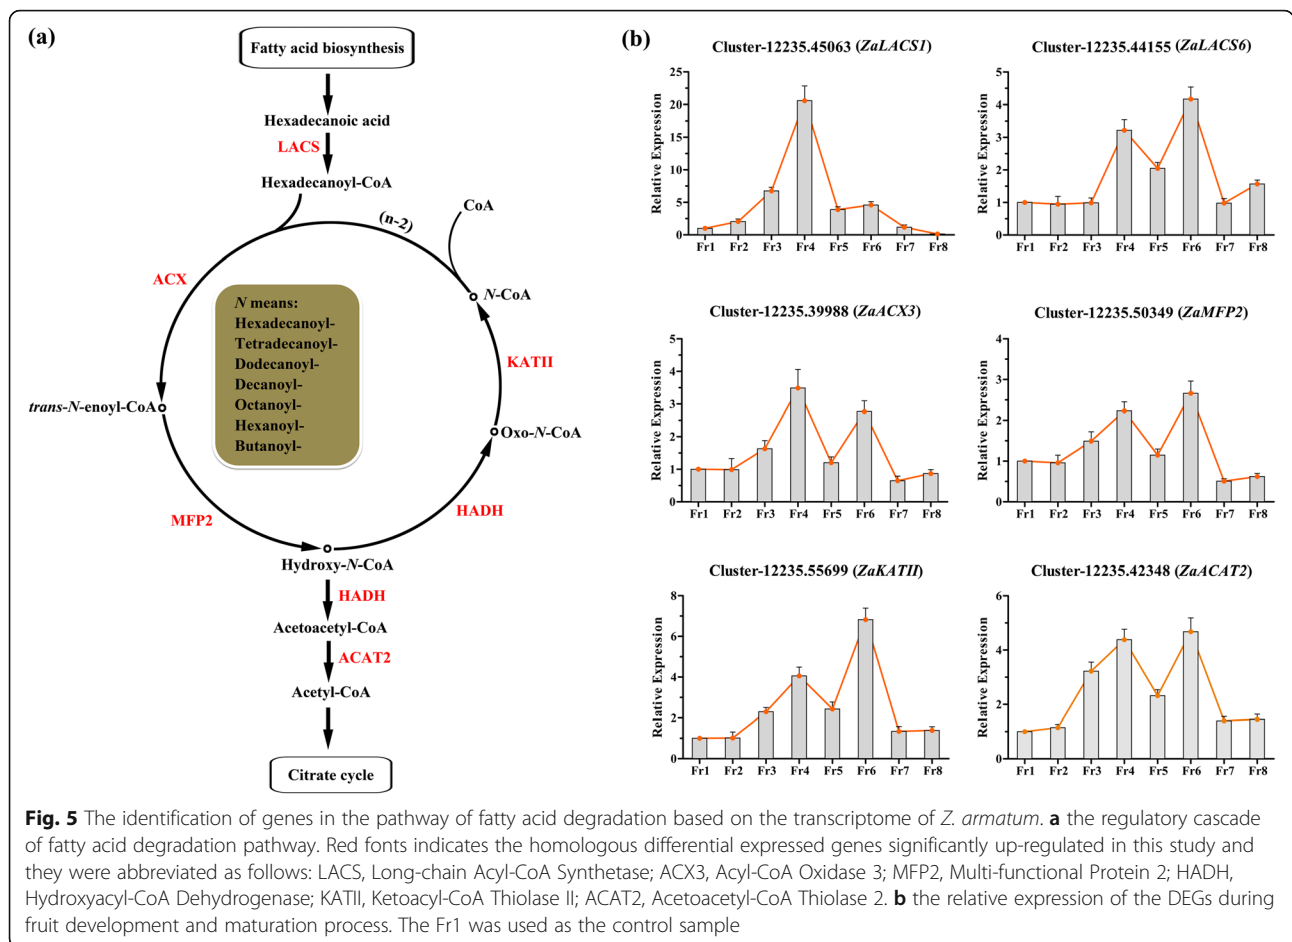 (a)
Fatty acid biosynthesis
Hexadecanoic acid
LACS
Hexadecanoyl-CoA
(n-2)
CoA
ACX
N means:
Hexadecanoyl-
Tetradecanoyl-
Dodecanoyl-
Decanoyl-
Octanoyl-
Hexanoyl-
Butanoyl-
N-CoA
KATII
trans-N-enoyl-CoA
Oxo-N-CoA
MFP2
HADH
Hydroxy-N-CoA
HADH
Acetoacetyl-CoA
ACAT2
Acetyl-CoA
Citrate cycle
(b)
Cluster-12235.45063 (ZaLACS1)
Relative Expression
25
20
15
10
5
0
Fr1 Fr2 Fr3 Fr4 Fr5 Fr6 Fr7 Fr8
Cluster-12235.44155 (ZaLACS6)
Relative Expression
5
4
3
2
1
0
Fr1 Fr2 Fr3 Fr4 Fr5 Fr6 Fr7 Fr8
Cluster-12235.39988 (ZaACX3)
Relative Expression
5
4
3
2
1
0
Fr1 Fr2 Fr3 Fr4 Fr5 Fr6 Fr7 Fr8
Cluster-12235.50349 (ZaMFP2)
Relative Expression
4
3
2
1
0
Fr1 Fr2 Fr3 Fr4 Fr5 Fr6 Fr7 Fr8
Cluster-12235.55699 (ZaKATII)
Relative Expression
8
6
4
2
0
Fr1 Fr2 Fr3 Fr4 Fr5 Fr6 Fr7 Fr8
Cluster-12235.42348 (ZaACAT2)
Relative Expression
6
4
2
0
Fr1 Fr2 Fr3 Fr4 Fr5 Fr6 Fr7 Fr8
Fig. 5 The identification of genes in the pathway of fatty acid degradation based on the transcriptome of Z. armatum. a the regulatory cascade
of fatty acid degradation pathway. Red fonts indicates the homologous differential expressed genes significantly up-regulated in this study and
they were abbreviated as follows: LACS, Long-chain Acyl-CoA Synthetase; ACX3, Acyl-CoA Oxidase 3; MFP2, Multi-functional Protein 2; HADH,
Hydroxyacyl-CoA Dehydrogenase; KATII, Ketoacyl-CoA Thiolase II; ACAT2, Acetoacetyl-CoA Thiolase 2. b the relative expression of the DEGs during
fruit development and maturation process. The Fr1 was used as the control sample